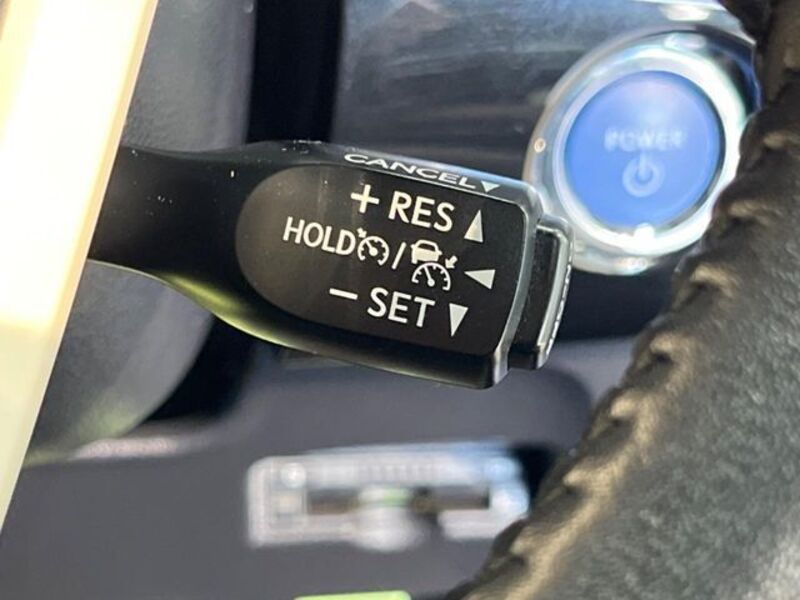 CANCEL▼
+ RES ▲
HOLD / ◀
− SET ▼
POWER